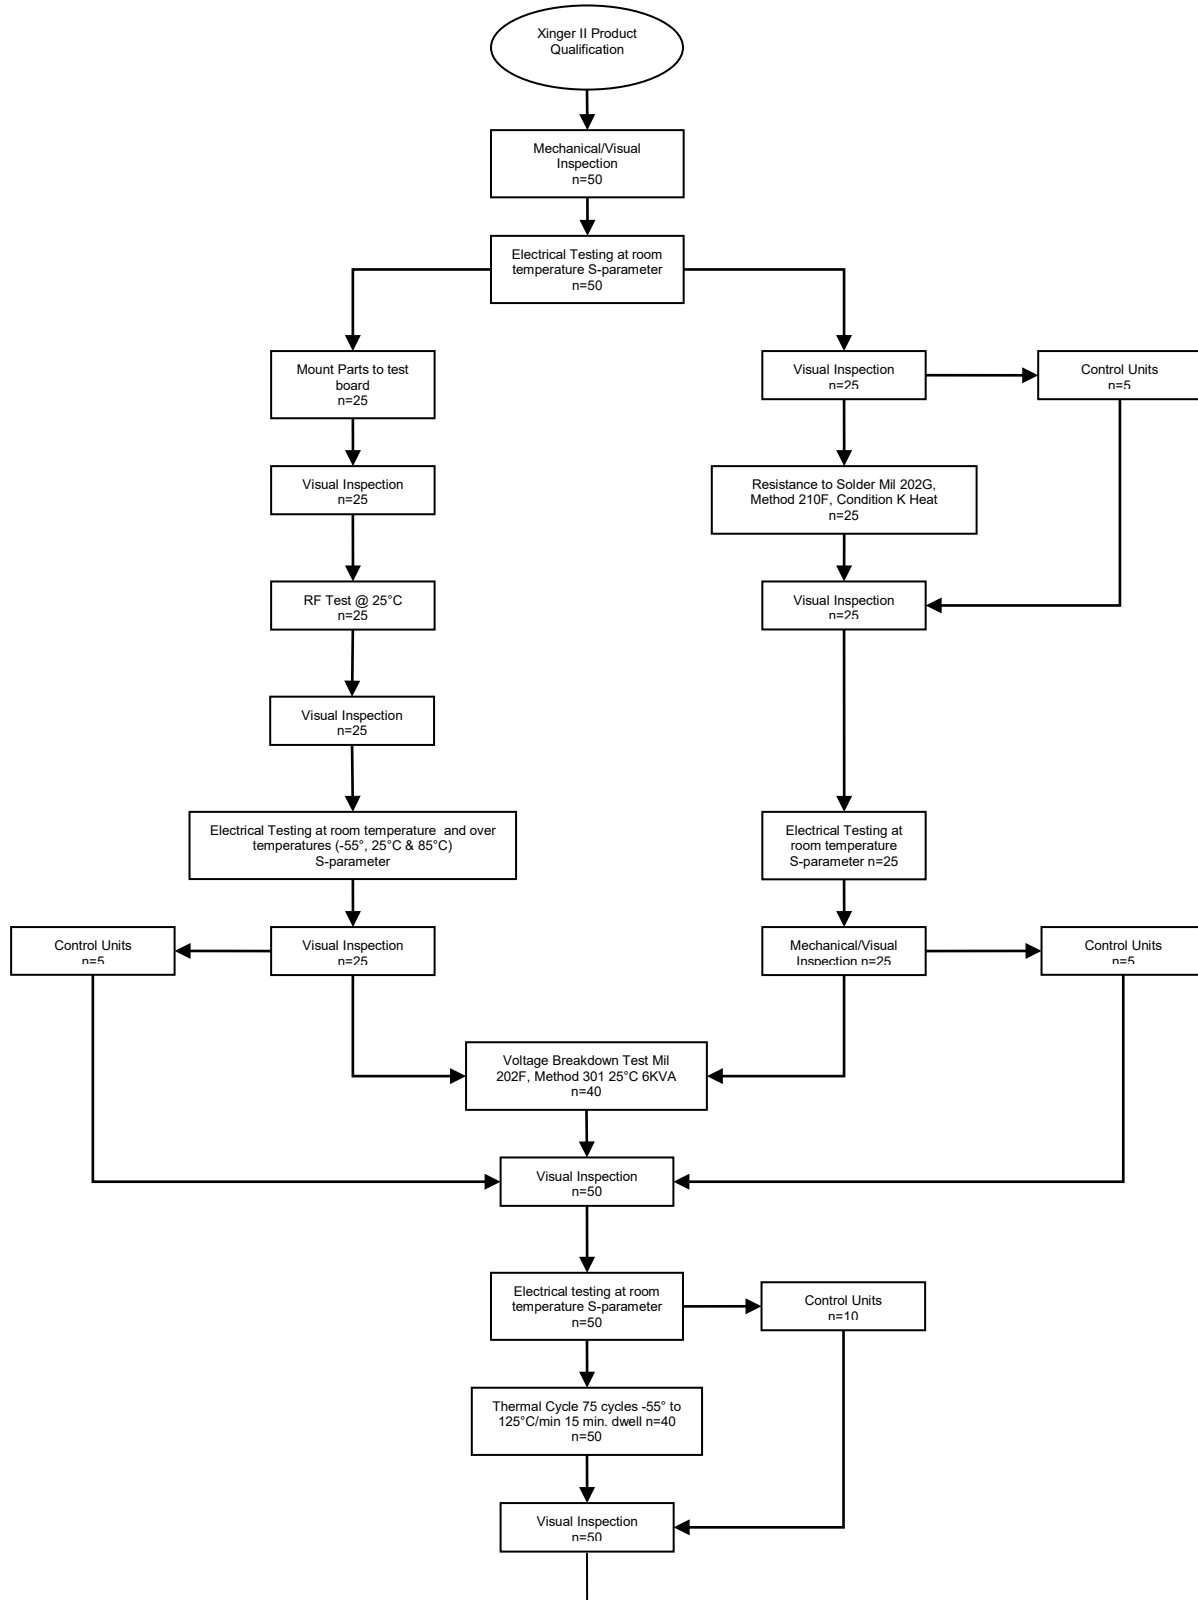 Xinger II Product
Qualification
Mechanical/Visual
Inspection
n=50
Electrical Testing at room
temperature S-parameter
n=50
Mount Parts to test
board
n=25
Visual Inspection
n=25
Control Units
n=5
Visual Inspection
n=25
Resistance to Solder Mil 202G,
Method 210F, Condition K Heat
n=25
RF Test @ 25°C
n=25
Visual Inspection
n=25
Visual Inspection
n=25
Electrical Testing at room temperature and over
temperatures (-55°, 25°C & 85°C)
S-parameter
Electrical Testing at
room temperature
S-parameter n=25
Control Units
n=5
Visual Inspection
n=25
Mechanical/Visual
Inspection n=25
Control Units
n=5
Voltage Breakdown Test Mil
202F, Method 301 25°C 6KVA
n=40
Visual Inspection
n=50
Electrical testing at room
temperature S-parameter
n=50
Control Units
n=10
Thermal Cycle 75 cycles -55° to
125°C/min 15 min. dwell n=40
n=50
Visual Inspection
n=50